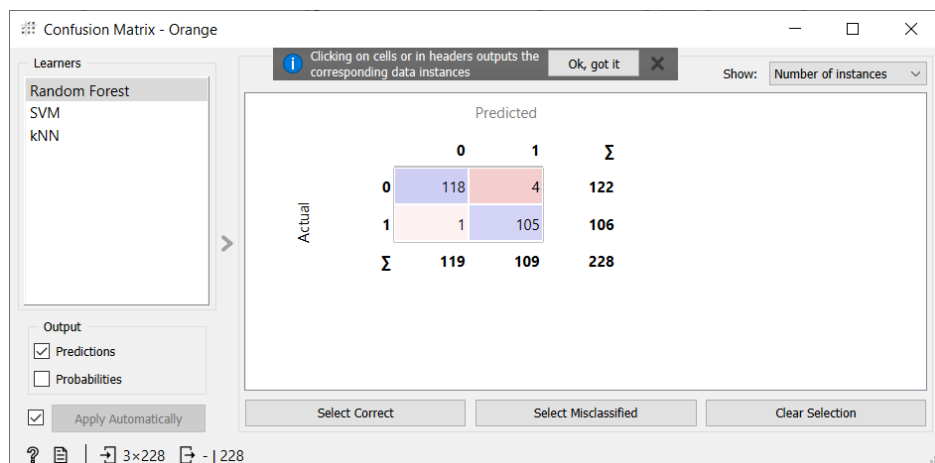 Confusion Matrix - Orange
Learners
Random Forest
SVM
kNN
Output
Predictions
Probabilities
Apply Automatically
3×228
- | 228
Clicking on cells or in headers outputs the
corresponding data instances
Ok, got it
Show: Number of instances
Predicted
0 1 Σ
Actual
0 118 4 122
1 1 105 106
Σ 119 109 228
Select Correct
Select Misclassified
Clear Selection